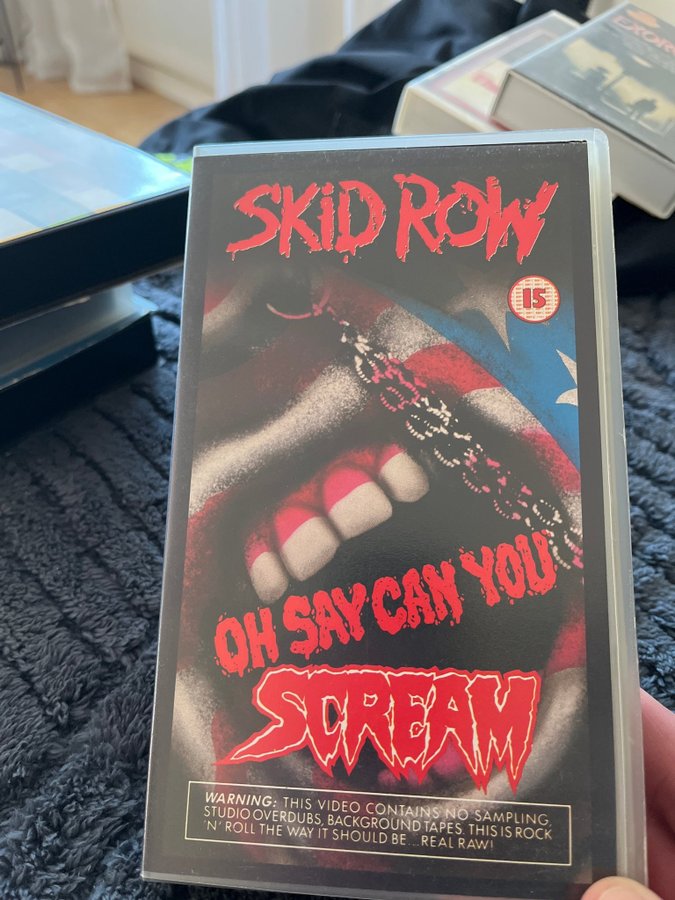 EXOR
SKID ROW
15
OH SAY CAN YOU
SCREAM
WARNING: THIS VIDEO CONTAINS NO SAMPLING,
STUDIO OVERDUBS, BACKGROUND TAPES. THIS IS ROCK
'N' ROLL THE WAY IT SHOULD BE...REAL RAW!